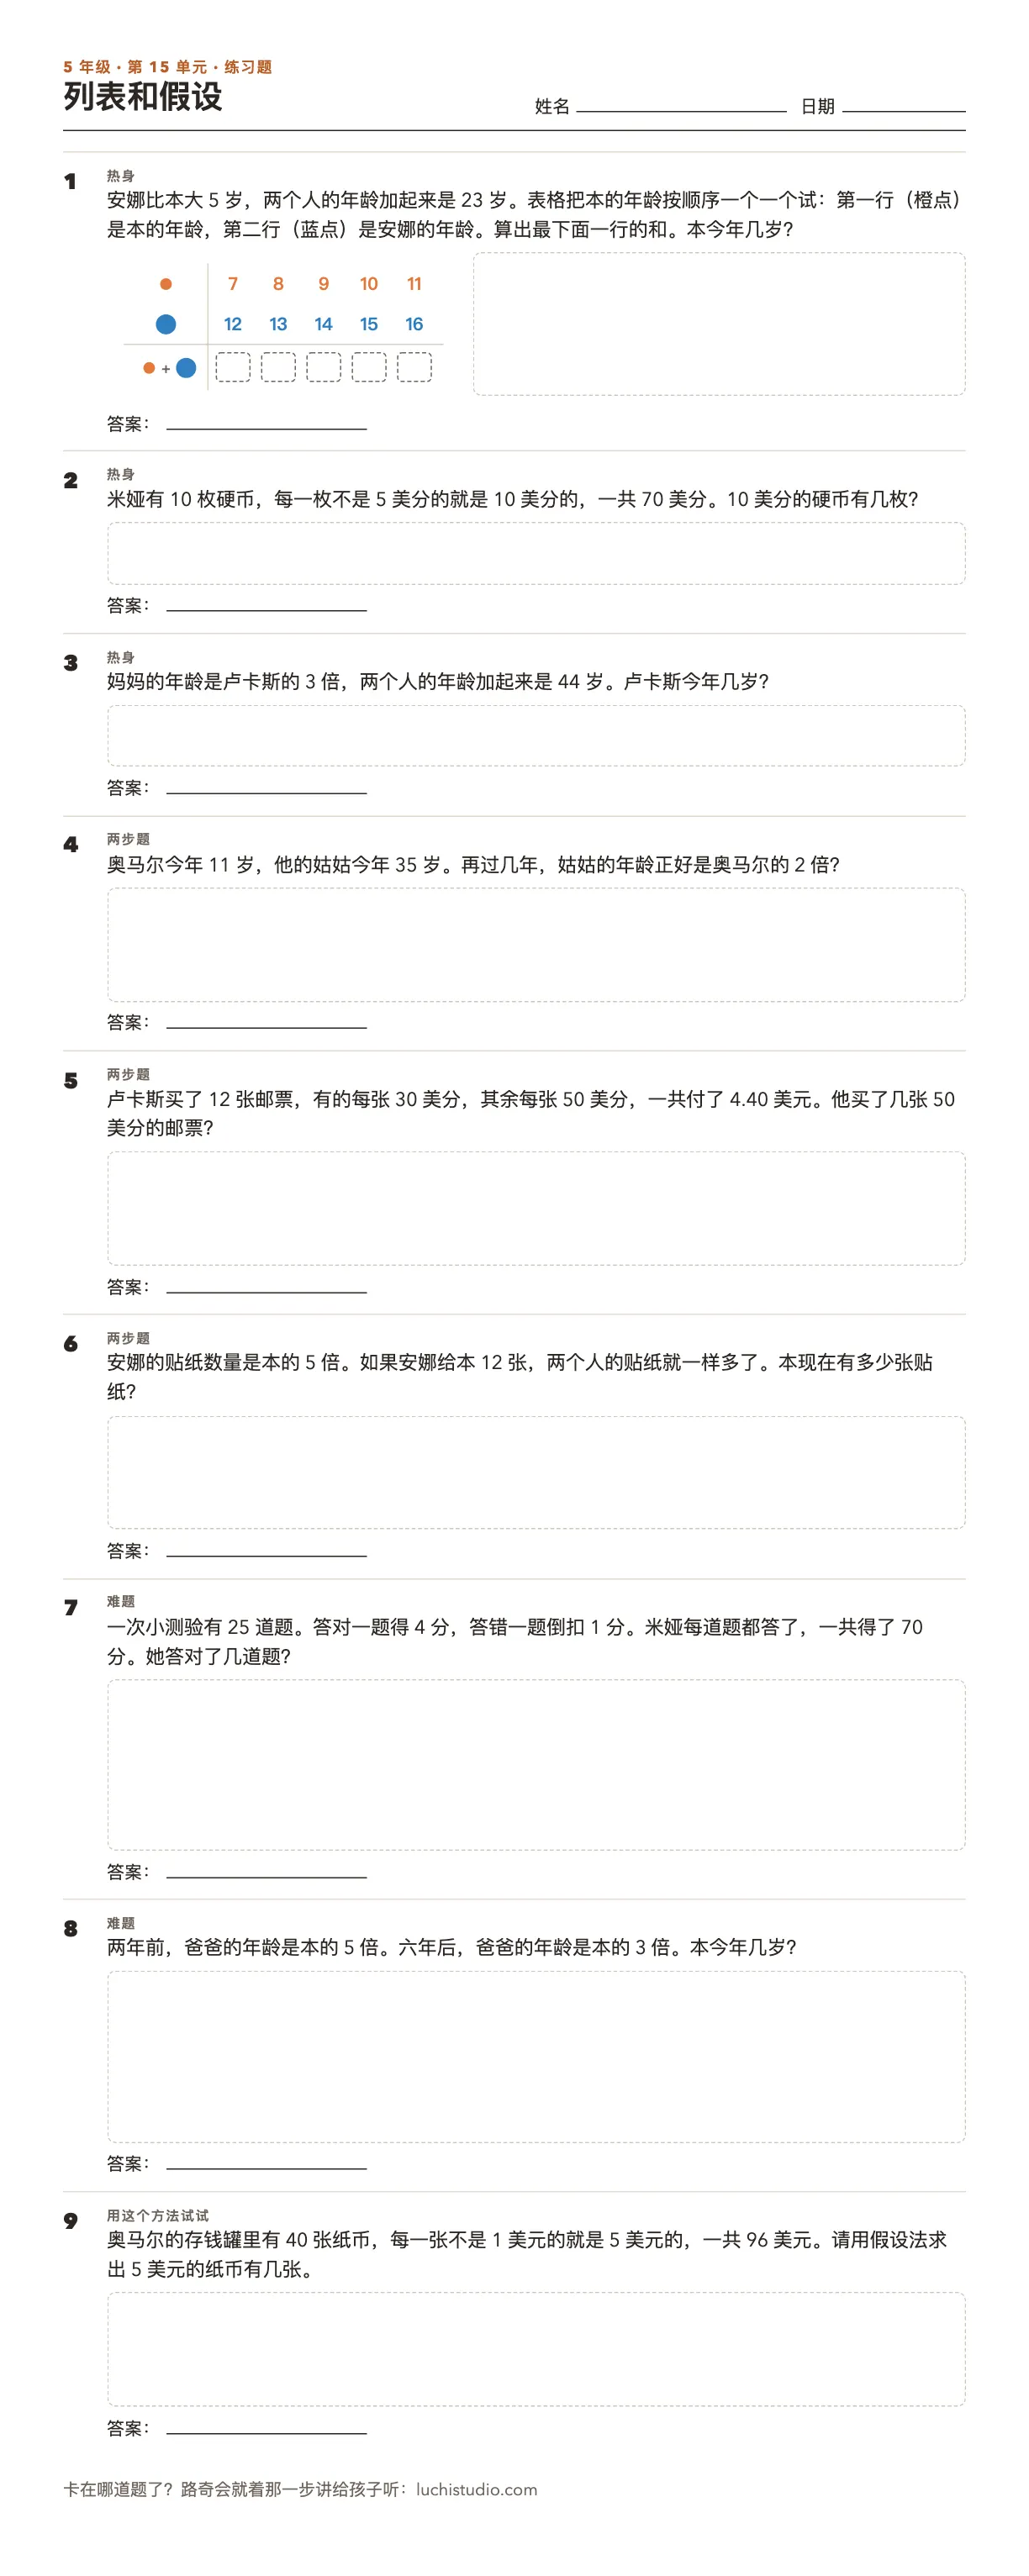 5 年级 · 第 15 单元 · 练习题
列表和假设
姓名
日期
1
热身
安娜比本大 5 岁，两个人的年龄加起来是 23 岁。表格把本的年龄按顺序一个一个试：第一行（橙点）
是本的年龄，第二行（蓝点）是安娜的年龄。算出最下面一行的和。本今年几岁？
7 8 9 10 11
12 13 14 15 16
+
答案：
2
热身
米娅有 10 枚硬币，每一枚不是 5 美分的就是 10 美分的，一共 70 美分。10 美分的硬币有几枚？
答案：
3
热身
妈妈的年龄是卢卡斯的 3 倍，两个人的年龄加起来是 44 岁。卢卡斯今年几岁？
答案：
4
两步题
奥马尔今年 11 岁，他的姑姑今年 35 岁。再过几年，姑姑的年龄正好是奥马尔的 2 倍？
答案：
5
两步题
卢卡斯买了 12 张邮票，有的每张 30 美分，其余每张 50 美分，一共付了 4.40 美元。他买了几张 50
美分的邮票？
答案：
6
两步题
安娜的贴纸数量是本的 5 倍。如果安娜给本 12 张，两个人的贴纸就一样多了。本现在有多少张贴
纸？
答案：
7
难题
一次小测验有 25 道题。答对一题得 4 分，答错一题倒扣 1 分。米娅每道题都答了，一共得了 70
分。她答对了几道题？
答案：
8
难题
两年前，爸爸的年龄是本的 5 倍。六年后，爸爸的年龄是本的 3 倍。本今年几岁？
答案：
9
用这个方法试试
奥马尔的存钱罐里有 40 张纸币，每一张不是 1 美元的就是 5 美元的，一共 96 美元。请用假设法求
出 5 美元的纸币有几张。
答案：
卡在哪道题了？路奇会就着那一步讲给孩子听：luchistudio.com